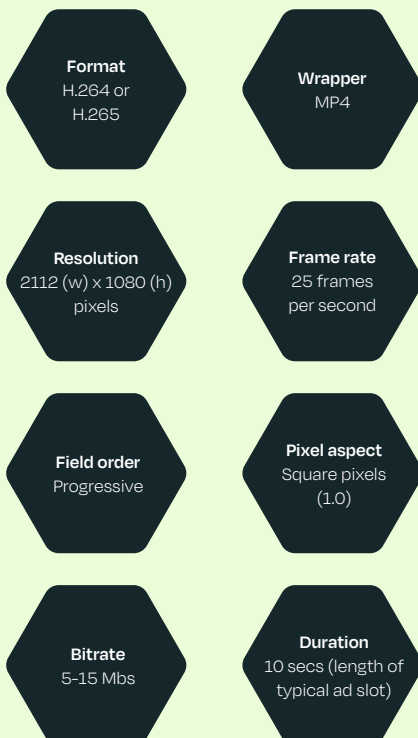 Format
H.264 or
H.265
Wrapper
MP4
Resolution
2112 (w) x 1080 (h)
pixels
Frame rate
25 frames
per second
Field order
Progressive
Pixel aspect
Square pixels
(1.0)
Bitrate
5-15 Mbs
Duration
10 secs (length of
typical ad slot)